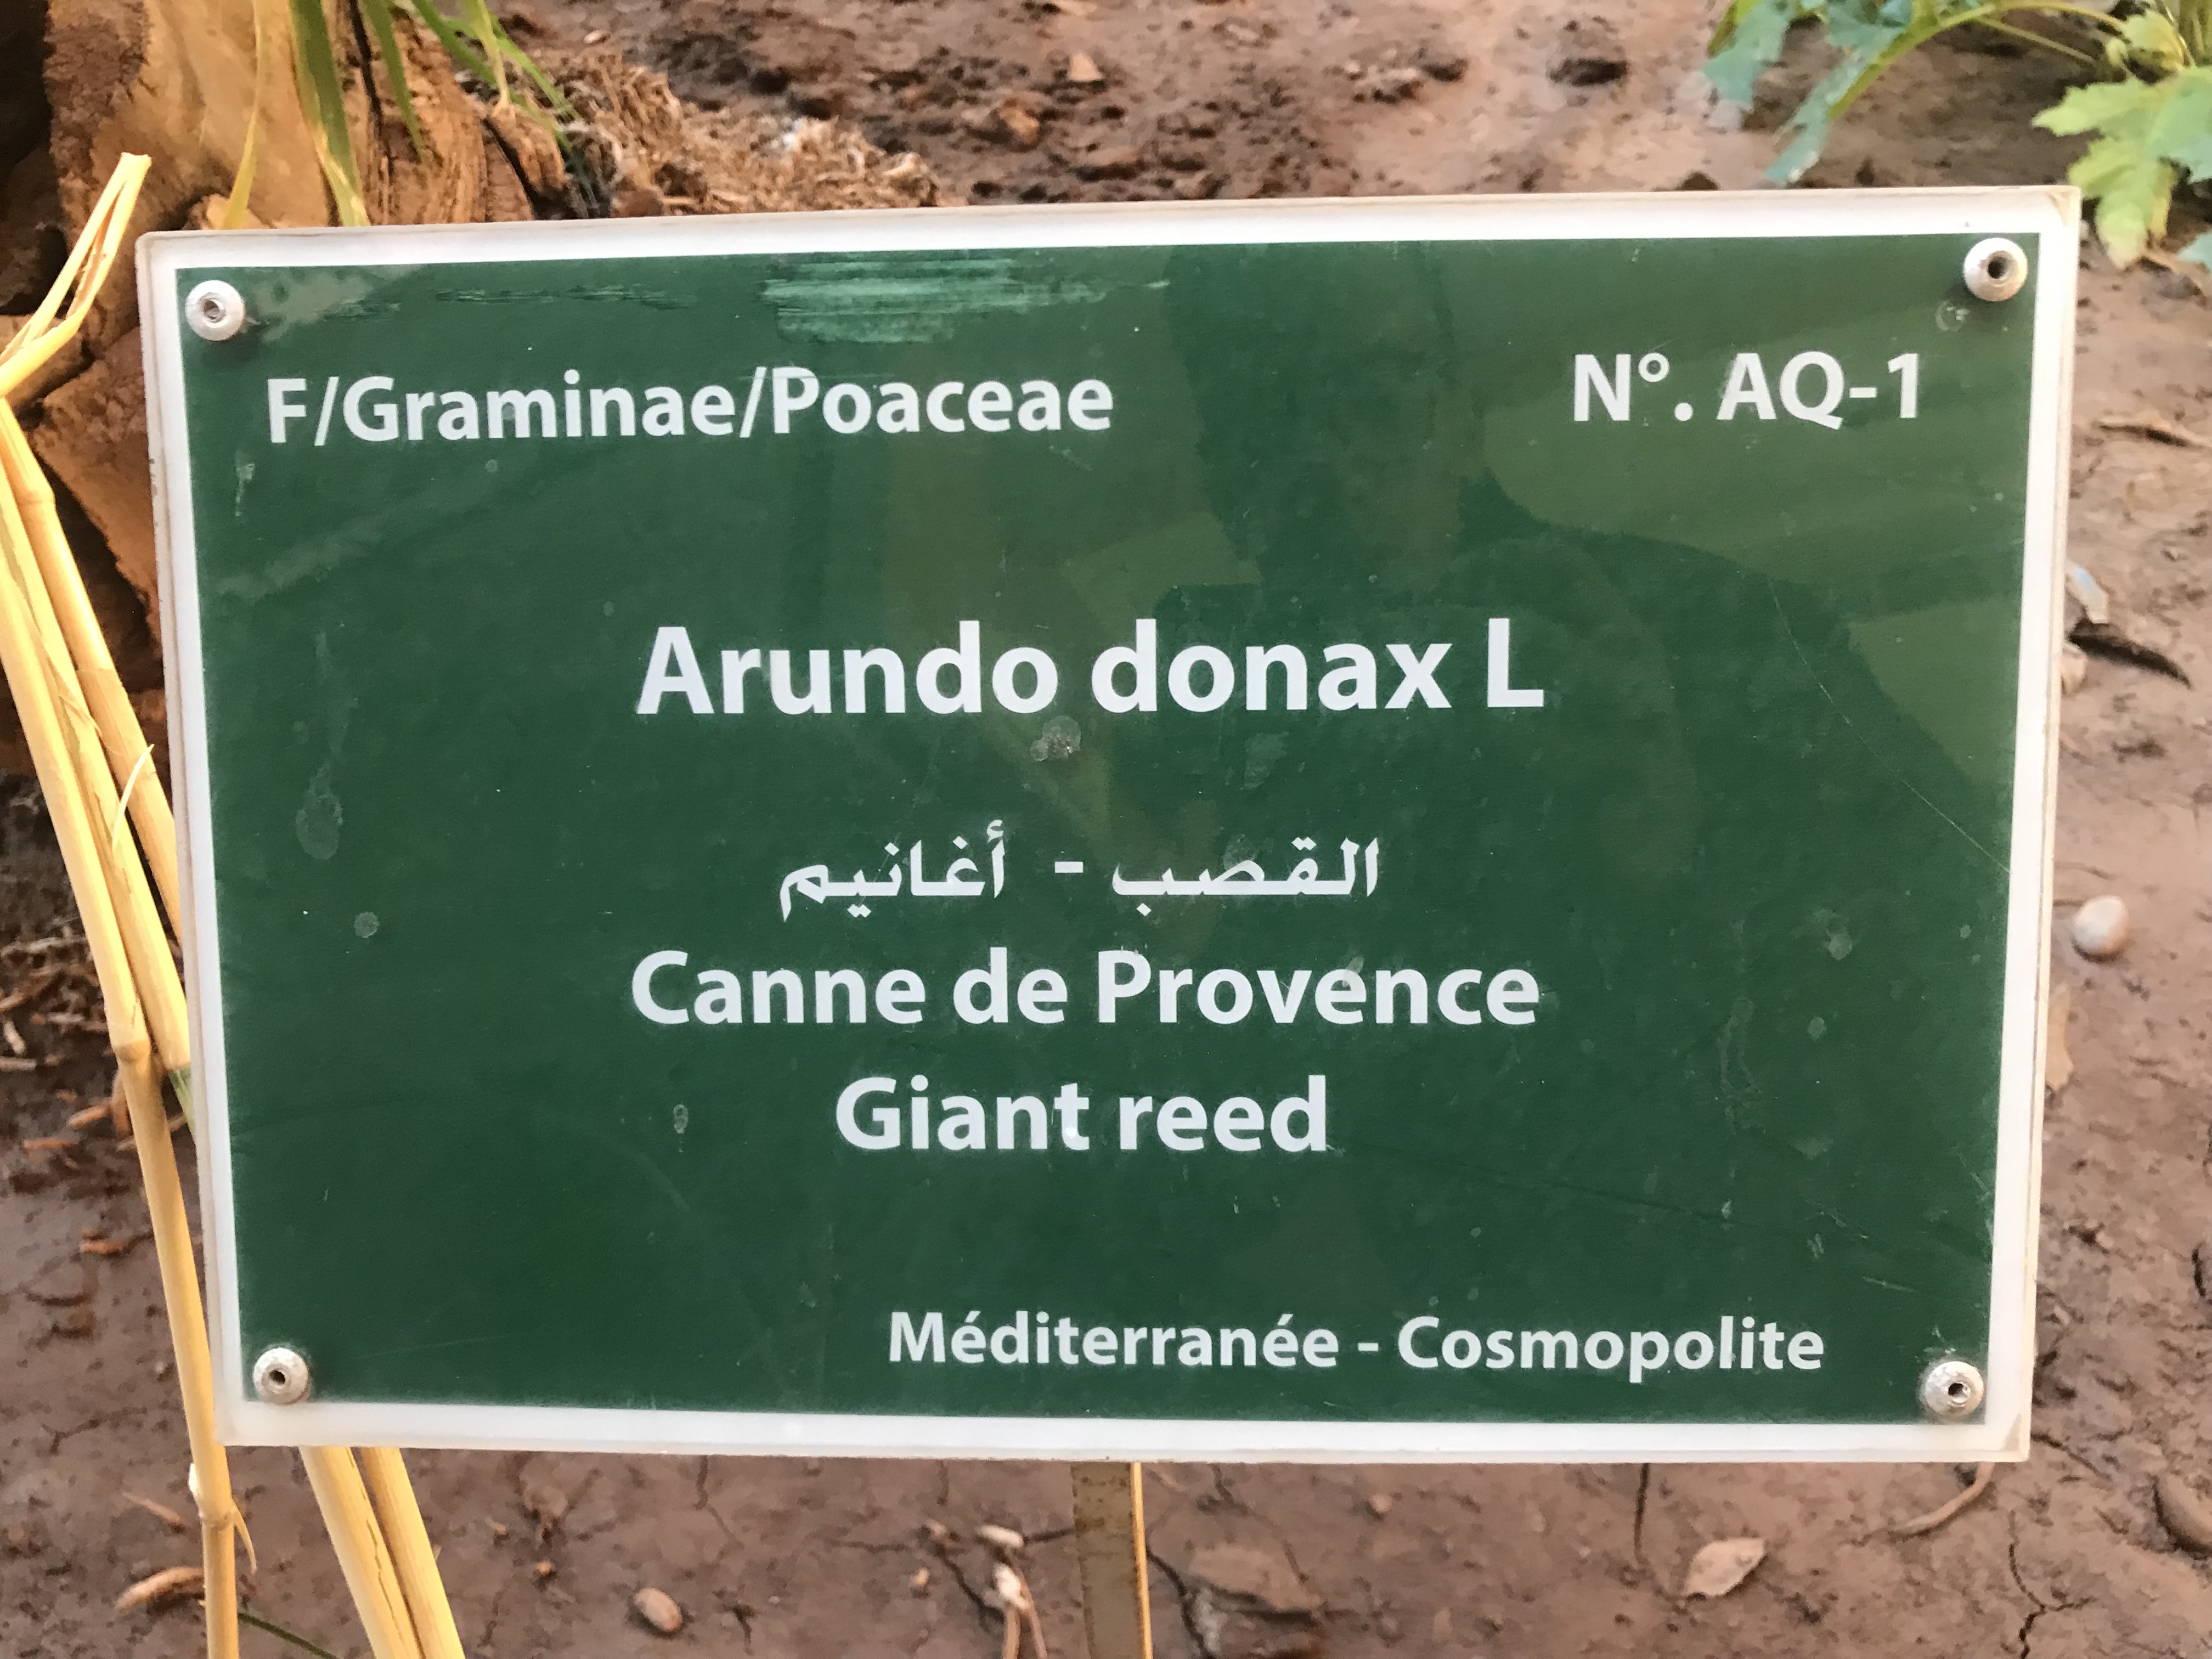 F/Graminae/Poaceae N°. AQ-1
Arundo donax L
القصب - أغانيم
Canne de Provence
Giant reed
Méditerranée - Cosmopolite